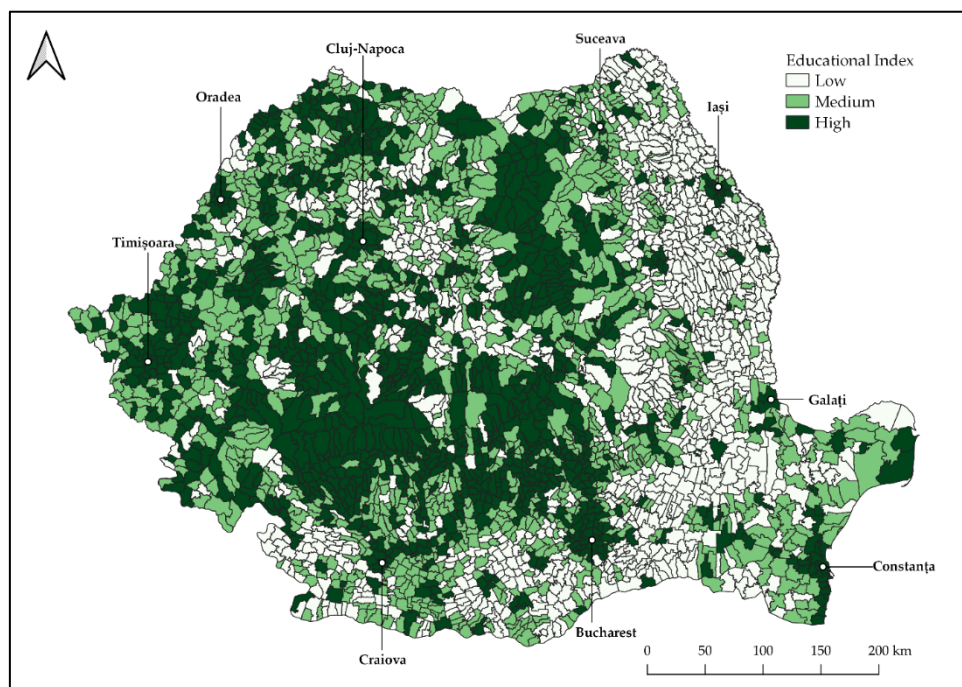 Suceava
Cluj-Napoca
Educational Index
Low
Medium
High
Oradea
Iași
Timișoara
Galați
Constanța
Bucharest
Craiova
0 50 100 150 200 km